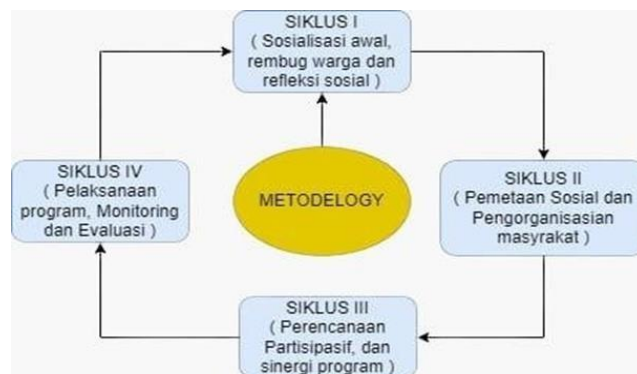 SIKLUS I
( Sosialisasi awal,
rembug warga dan
refleksi sosial )
SIKLUS IV
( Pelaksanaan
program, Monitoring
dan Evaluasi )
METODELOGY
SIKLUS II
( Pemetaan Sosial dan
Pengorganisasian
masyrakat )
SIKLUS III
( Perencanaan
Partisipasif, dan
sinergi program )